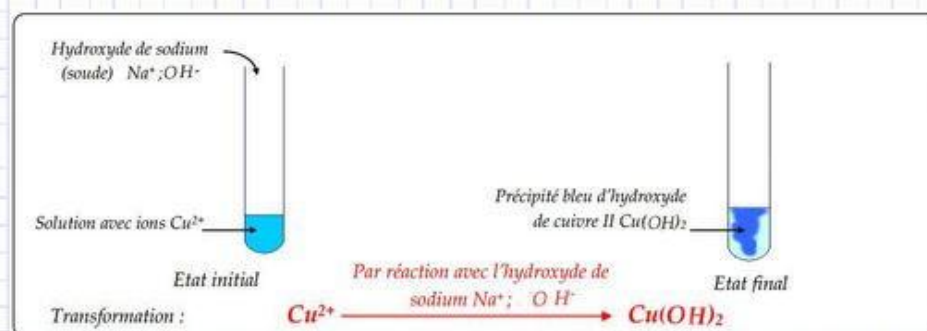 Hydroxyde de sodium
(soude) Na⁺;OH⁻
Solution avec ions Cu²⁺
Etat initial
Précipité bleu d'hydroxyde
de cuivre II Cu(OH)₂
Etat final
Par réaction avec l'hydroxyde de
sodium Na⁺; O H⁻
Transformation : Cu²⁺ Cu(OH)₂